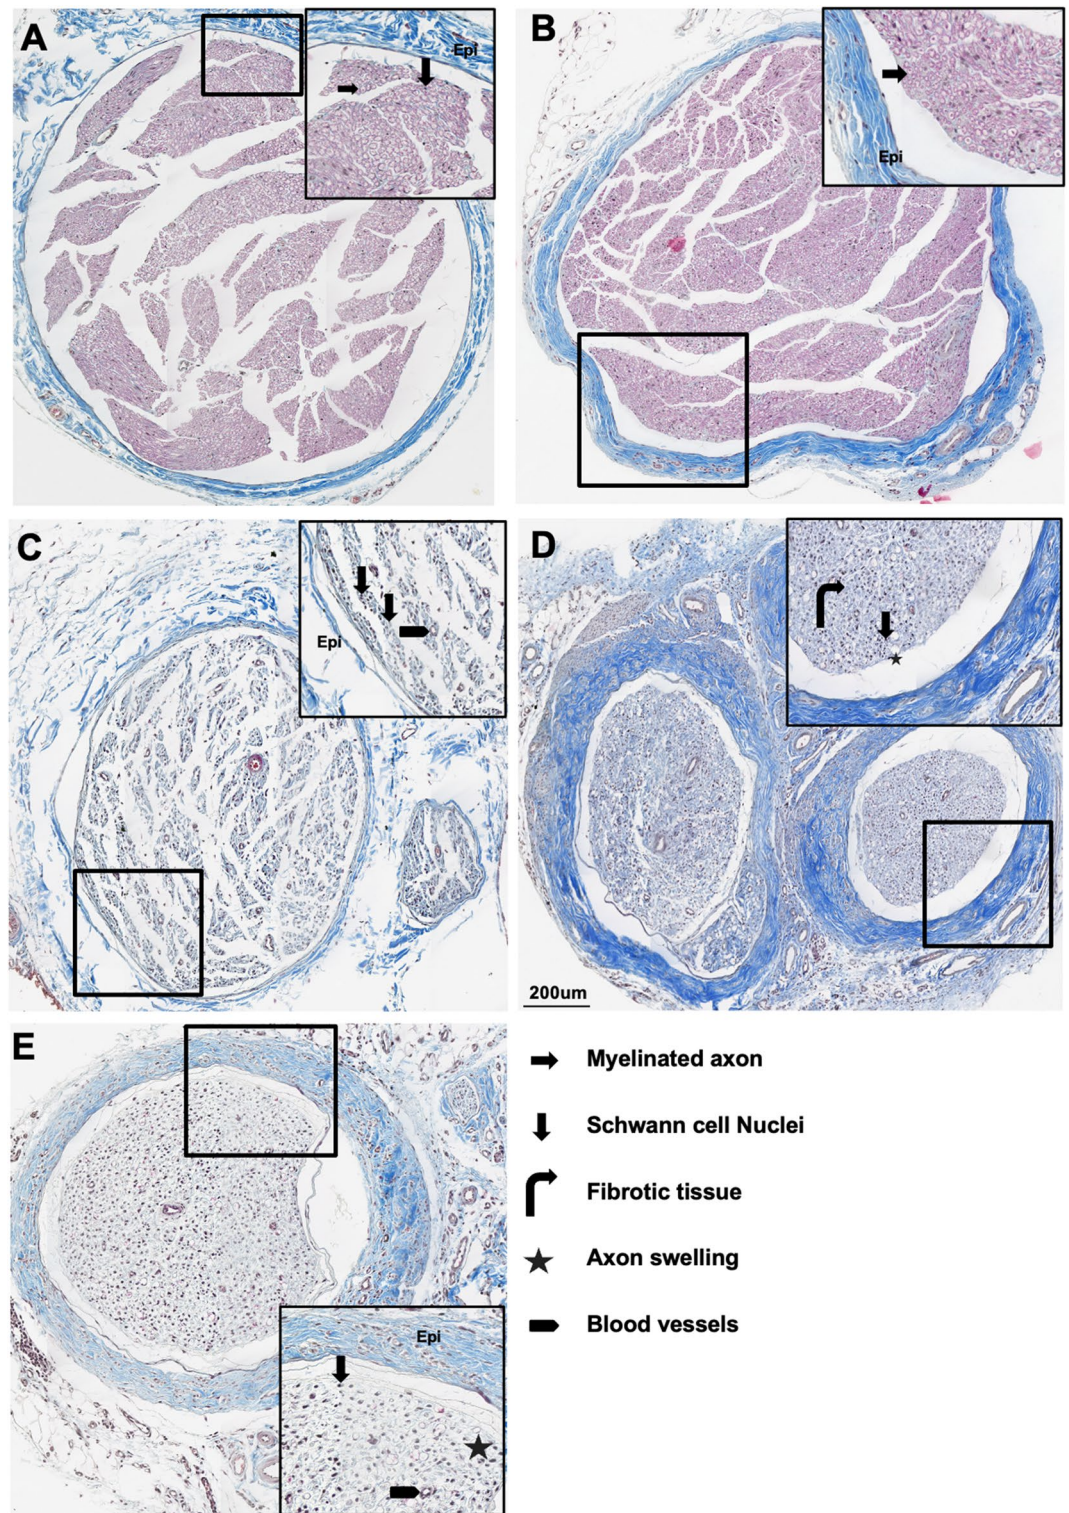 A
Epi
B
Epi
C
Epi
D
200um
E
Epi
Myelinated axon
Schwann cell Nuclei
Fibrotic tissue
Axon swelling
Blood vessels